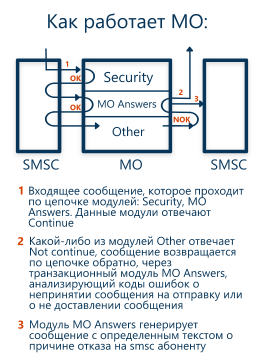 Как работает МО:
1
Security
OK
MO Answers
2
3
OK
Other
NOK
SMSC
MO
SMSC
1 Входящее сообщение, которое проходит
по цепочке модулей: Security, MO
Answers. Данные модули отвечают
Continue
2 Какой-либо из модулей Other отвечает
Not continue, сообщение возвращается
по цепочке обратно, через
транзакционный модуль MO Answers,
анализирующий коды ошибок о
непринятии сообщения на отправку или
о не доставлении сообщения
3 Модуль MO Answers генерирует
сообщение с определенным текстом о
причине отказа на smsc абоненту